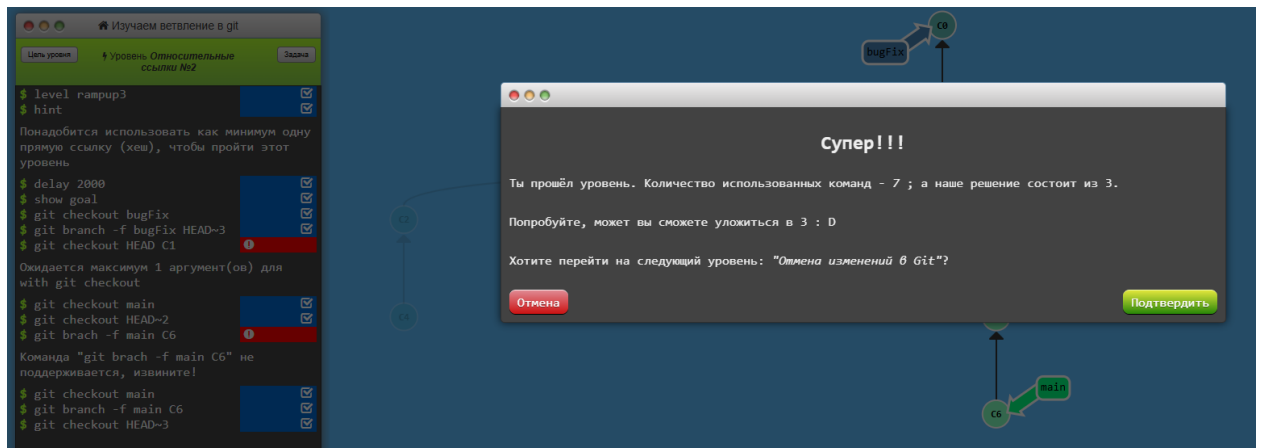 Изучаем ветвление в git
Цель уровня
Уровень Относительные
ссылки №2
Задача
$ level rampup3
$ hint
Понадобится использовать как минимум одну
прямую ссылку (хеш), чтобы пройти этот
уровень
$ delay 2000
$ show goal
$ git checkout bugFix
$ git branch -f bugFix HEAD~3
$ git checkout HEAD C1
Ожидается максимум 1 аргумент(ов) для
with git checkout
$ git checkout main
$ git checkout HEAD~2
$ git brach -f main C6
Команда "git brach -f main C6" не
поддерживается, извините!
$ git checkout main
$ git branch -f main C6
$ git checkout HEAD~3
C0
bugFix
Супер!!!
Ты прошёл уровень. Количество использованных команд - 7 ; а наше решение состоит из 3.
Попробуйте, может вы сможете уложиться в 3 : D
Хотите перейти на следующий уровень: "Отмена изменений в Git"?
Отмена
Подтвердить
C4
main
C6